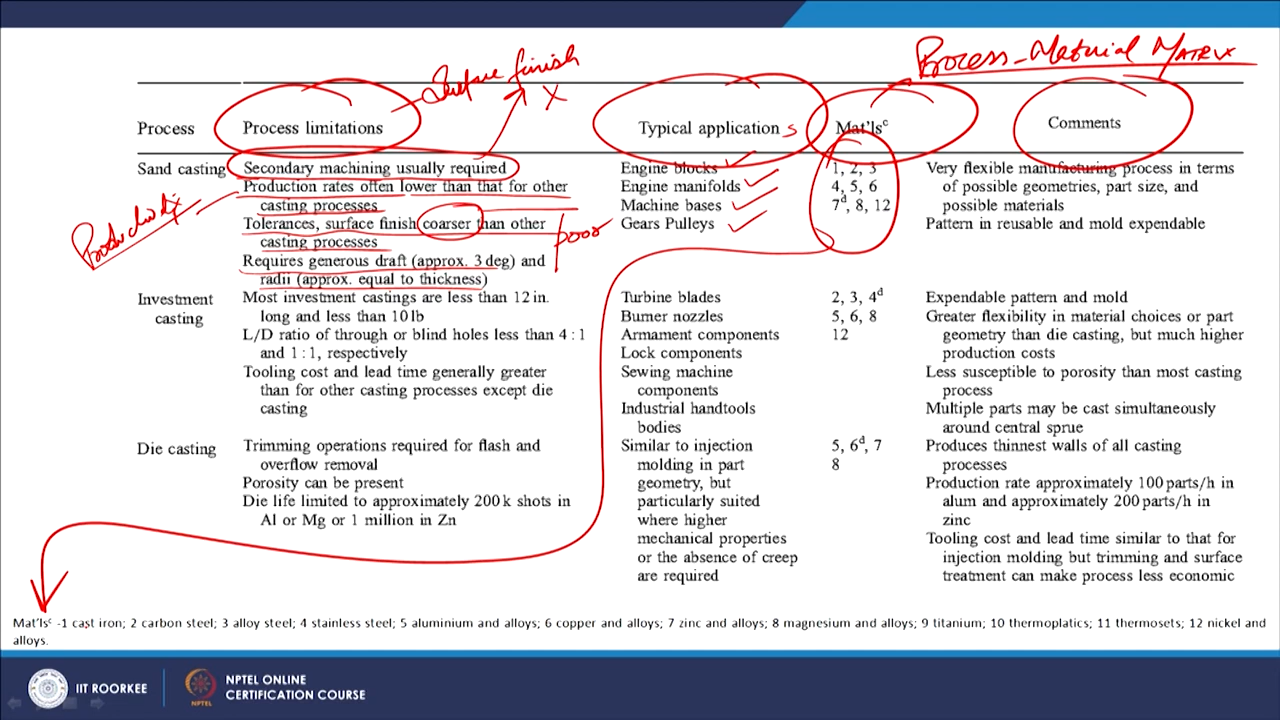 Process-Material MATRIX
Surface finish
X
Process
Process limitations
Typical applications
Mat'lsᶜ
Comments
Sand casting
Secondary machining usually required
Production rates often lower than that for other
casting processes
Tolerances, surface finish coarser than other
casting processes
Requires generous draft (approx. 3 deg) and
radii (approx. equal to thickness)
Productivity
poor
Engine blocks
Engine manifolds
Machine bases
Gears Pulleys
1, 2, 3
4, 5, 6
7ᵈ, 8, 12
Very flexible manufacturing process in terms
of possible geometries, part size, and
possible materials
Pattern in reusable and mold expendable
Investment
casting
Most investment castings are less than 12 in.
long and less than 10 lb
L/D ratio of through or blind holes less than 4 : 1
and 1 : 1, respectively
Tooling cost and lead time generally greater
than for other casting processes except die
casting
Turbine blades
Burner nozzles
Armament components
Lock components
Sewing machine
components
Industrial handtools
bodies
2, 3, 4ᵈ
5, 6, 8
12
Expendable pattern and mold
Greater flexibility in material choices or part
geometry than die casting, but much higher
production costs
Less susceptible to porosity than most casting
process
Multiple parts may be cast simultaneously
around central sprue
Die casting
Trimming operations required for flash and
overflow removal
Porosity can be present
Die life limited to approximately 200 k shots in
Al or Mg or 1 million in Zn
Similar to injection
molding in part
geometry, but
particularly suited
where higher
mechanical properties
or the absence of creep
are required
5, 6ᵈ, 7
8
Produces thinnest walls of all casting
processes
Production rate approximately 100 parts/h in
alum and approximately 200 parts/h in
zinc
Tooling cost and lead time similar to that for
injection molding but trimming and surface
treatment can make process less economic
Mat'lsᶜ -1 cast iron; 2 carbon steel; 3 alloy steel; 4 stainless steel; 5 aluminium and alloys; 6 copper and alloys; 7 zinc and alloys; 8 magnesium and alloys; 9 titanium; 10 thermoplatics; 11 thermosets; 12 nickel and
alloys.
IIT ROORKEE
NPTEL
NPTEL ONLINE
CERTIFICATION COURSE